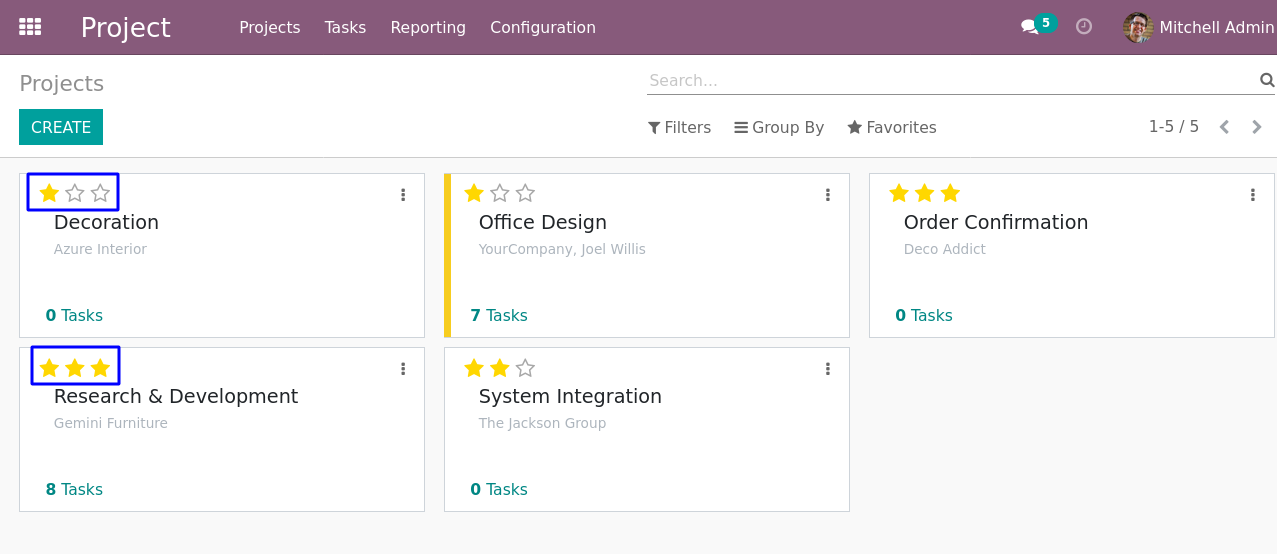 Project Projects Tasks Reporting Configuration 5 Mitchell Admin
Projects
Search...
CREATE
Filters Group By Favorites 1-5 / 5
Decoration
Azure Interior
0 Tasks
Office Design
YourCompany, Joel Willis
7 Tasks
Order Confirmation
Deco Addict
0 Tasks
Research & Development
Gemini Furniture
8 Tasks
System Integration
The Jackson Group
0 Tasks